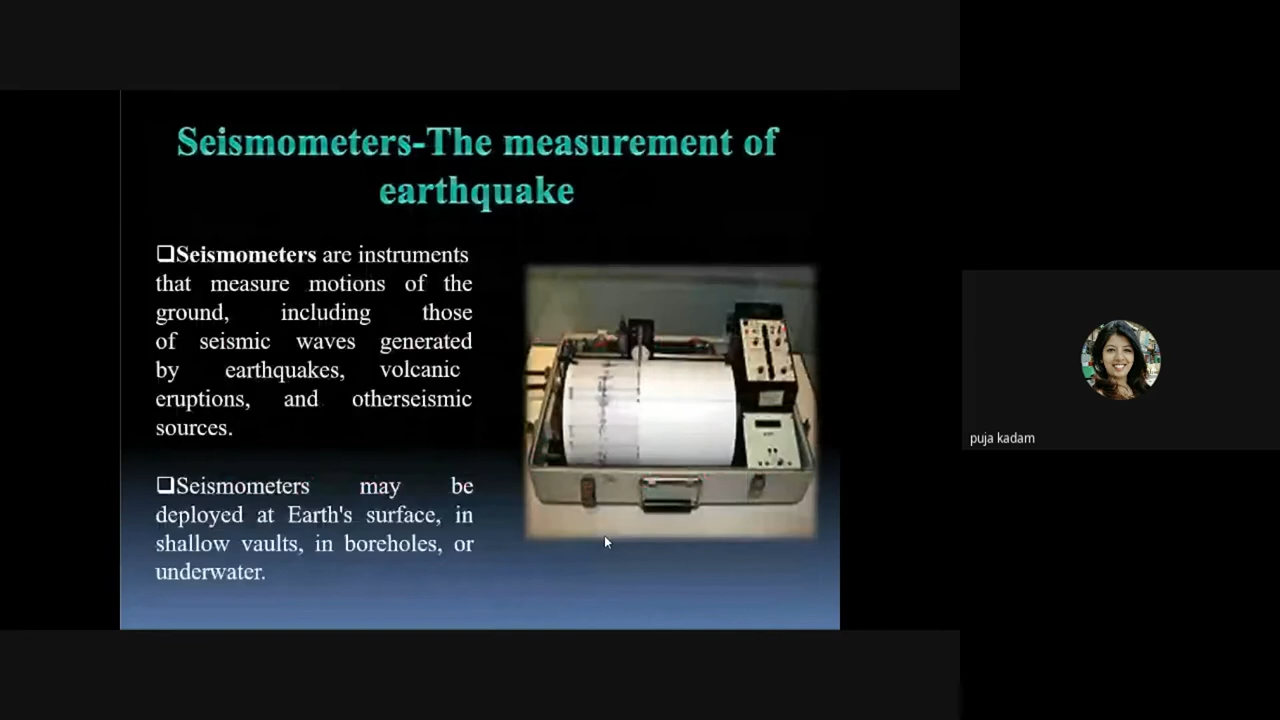 Seismometers-The measurement of
earthquake
❑Seismometers are instruments
that measure motions of the
ground, including those
of seismic waves generated
by earthquakes, volcanic
eruptions, and otherseismic
sources.
❑Seismometers may be
deployed at Earth's surface, in
shallow vaults, in boreholes, or
underwater.
puja kadam